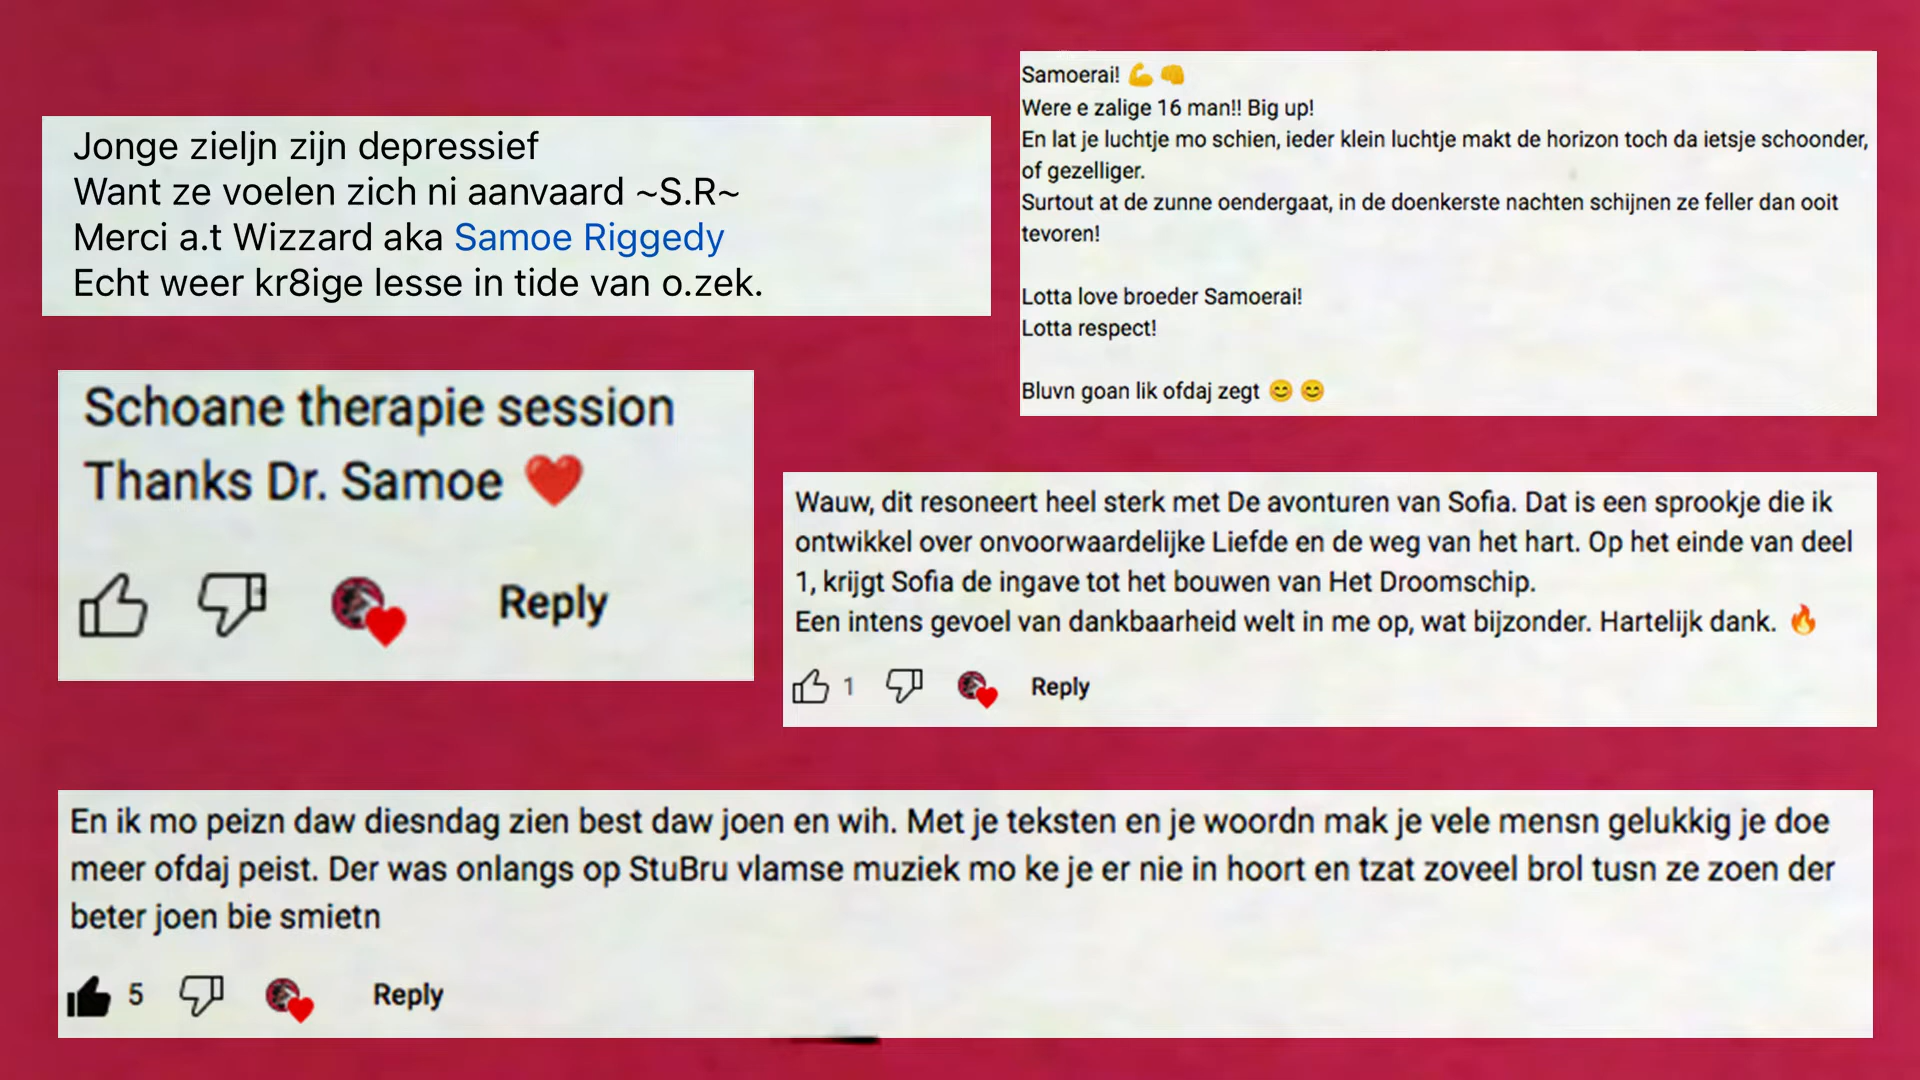 Jonge zieljn zijn depressief
Want ze voelen zich ni aanvaard ~S.R~
Merci a.t Wizzard aka Samoe Riggedy
Echt weer kr8ige lesse in tide van o.zek.
Samoerai! 💪 👊
Were e zalige 16 man!! Big up!
En lat je luchtje mo schien, ieder klein luchtje makt de horizon toch da ietsje schoonder,
of gezelliger.
Surtout at de zunne oendergaat, in de doenkerste nachten schijnen ze feller dan ooit
tevoren!
Lotta love broeder Samoerai!
Lotta respect!
Bluvn goan lik ofdaj zegt 😊 😊
Schoane therapie session
Thanks Dr. Samoe ❤️
Reply
Wauw, dit resoneert heel sterk met De avonturen van Sofia. Dat is een sprookje die ik
ontwikkel over onvoorwaardelijke Liefde en de weg van het hart. Op het einde van deel
1, krijgt Sofia de ingave tot het bouwen van Het Droomschip.
Een intens gevoel van dankbaarheid welt in me op, wat bijzonder. Hartelijk dank. 🔥
1 Reply
En ik mo peizn daw diesndag zien best daw joen en wih. Met je teksten en je woordn mak je vele mensn gelukkig je doe
meer ofdaj peist. Der was onlangs op StuBru vlamse muziek mo ke je er nie in hoort en tzat zoveel brol tusn ze zoen der
beter joen bie smietn
5 Reply